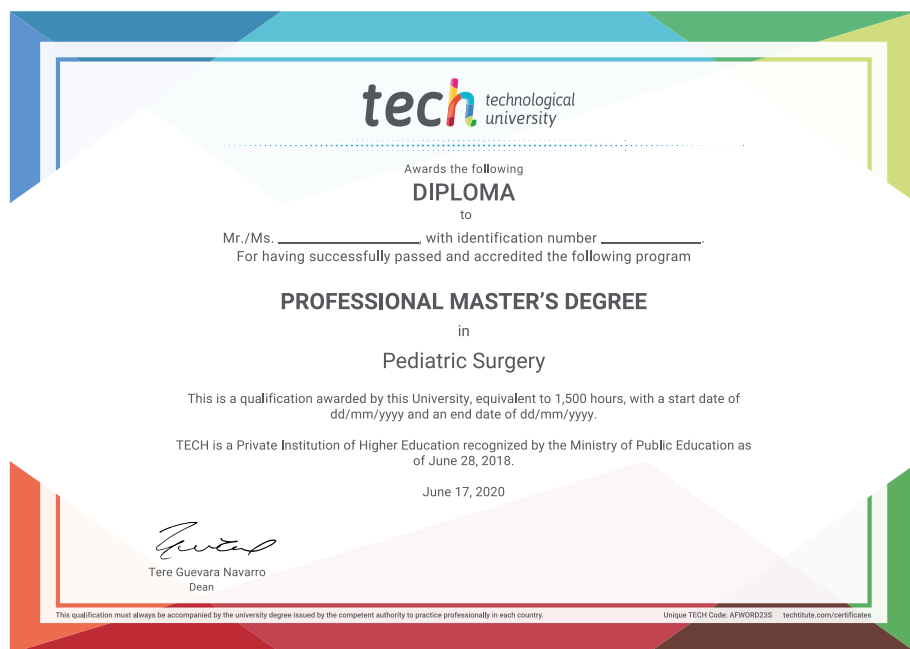 tech technological
university
Awards the following
DIPLOMA
to
Mr./Ms. ________________, with identification number ____________.
For having successfully passed and accredited the following program
PROFESSIONAL MASTER’S DEGREE
in
Pediatric Surgery
This is a qualification awarded by this University, equivalent to 1,500 hours, with a start date of
dd/mm/yyyy and an end date of dd/mm/yyyy.
TECH is a Private Institution of Higher Education recognized by the Ministry of Public Education as
of June 28, 2018.
June 17, 2020
Tere Guevara Navarro
Dean
This qualification must always be accompanied by the university degree issued by the competent authority to practice professionally in each country.
Unique TECH Code: AFWORD23S techtitute.com/certificates